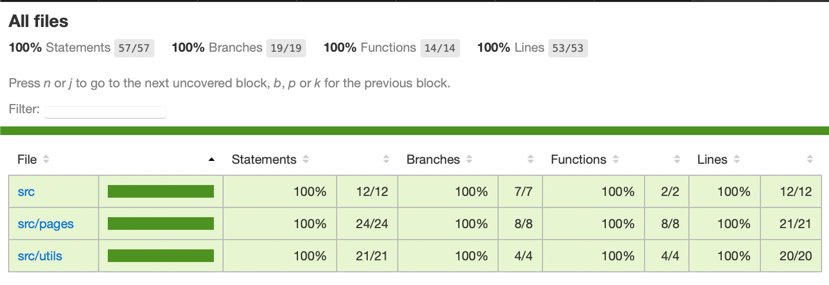 All files
100% Statements 57/57 100% Branches 19/19 100% Functions 14/14 100% Lines 53/53
Press n or j to go to the next uncovered block, b, p or k for the previous block.
Filter:
File Statements Branches Functions Lines
src 100% 12/12 100% 7/7 100% 2/2 100% 12/12
src/pages 100% 24/24 100% 8/8 100% 8/8 100% 21/21
src/utils 100% 21/21 100% 4/4 100% 4/4 100% 20/20